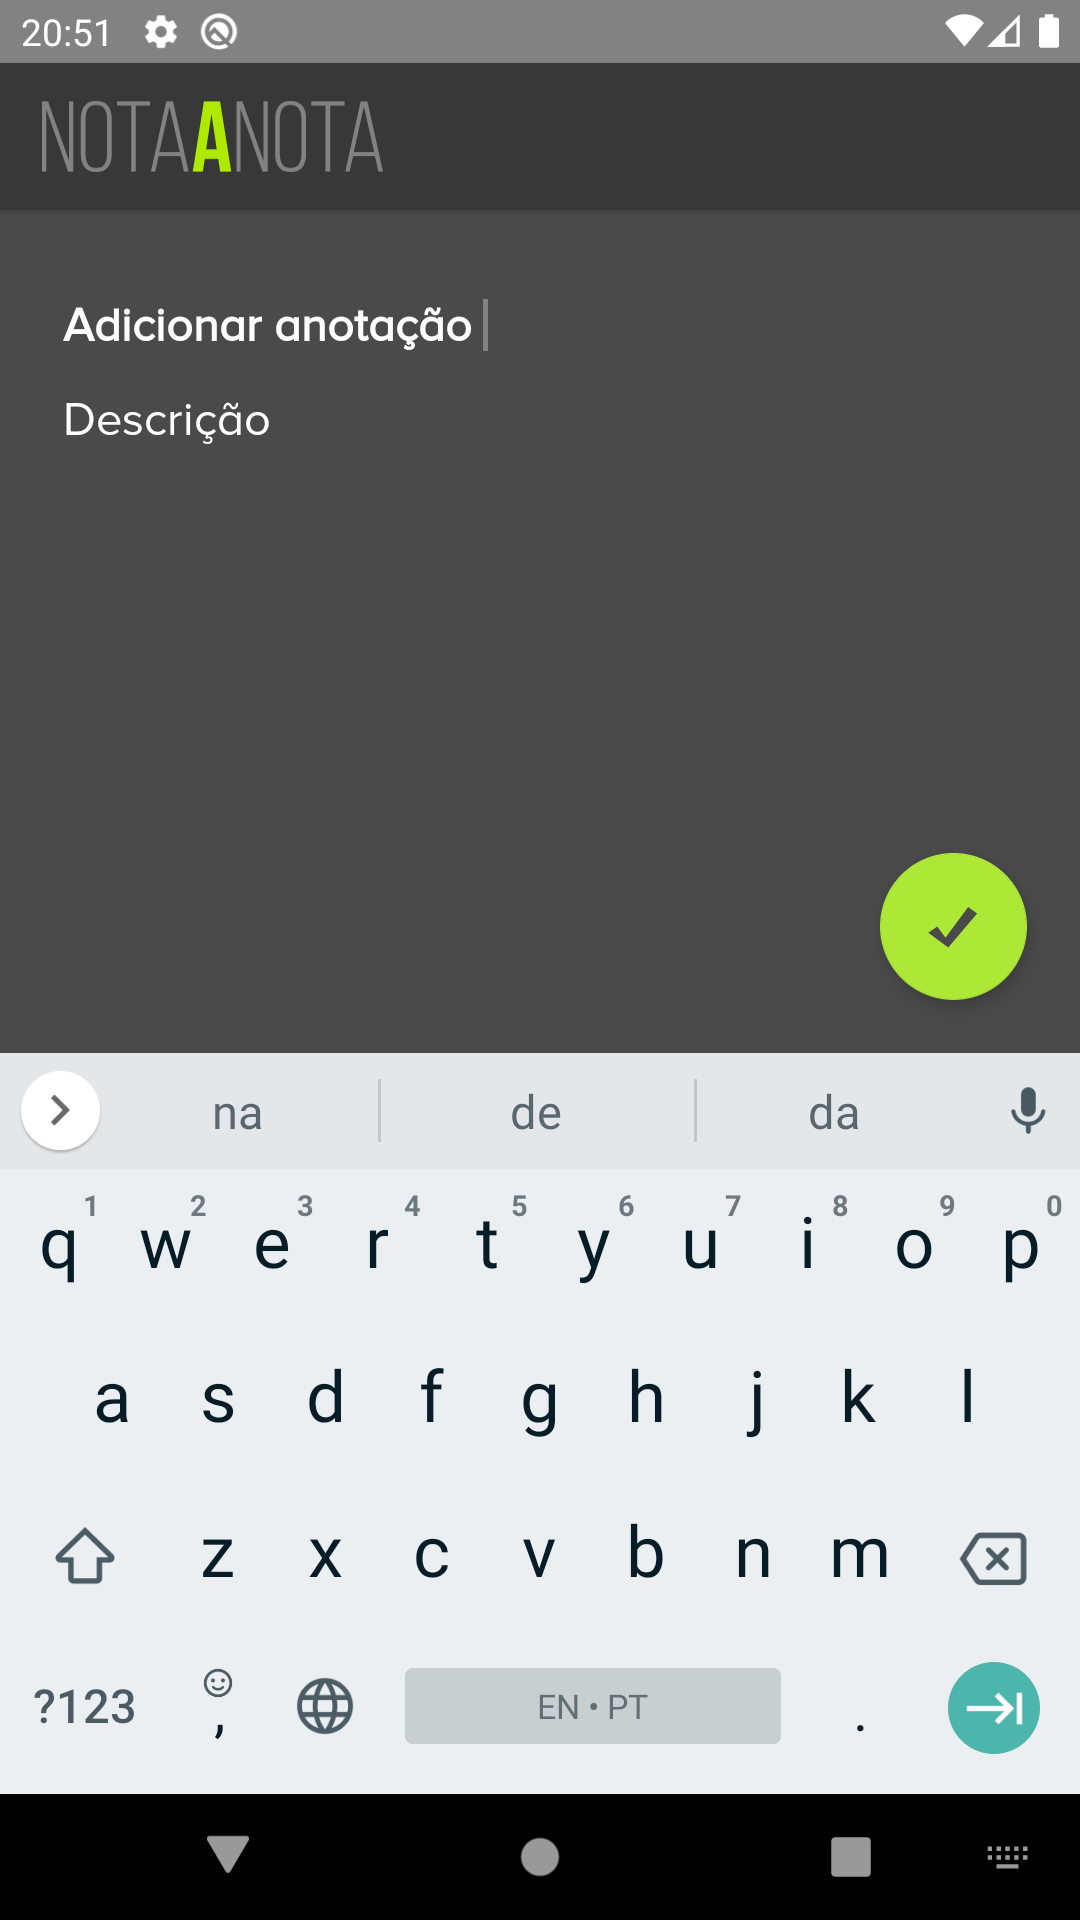 20:51
NOTAANOTA
Adicionar anotação
Descrição
na de da
1 2 3 4 5 6 7 8 9 0
q w e r t y u i o p
a s d f g h j k l
z x c v b n m
?123 , EN • PT .